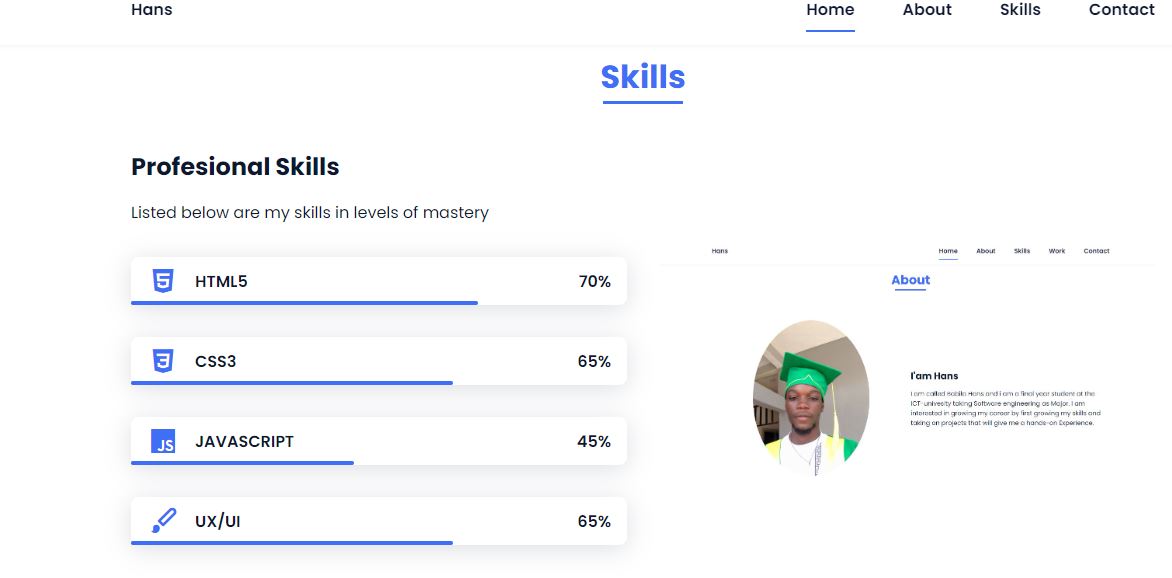 Hans
Home About Skills Contact
Skills
Profesional Skills
Listed below are my skills in levels of mastery
HTML5 70%
CSS3 65%
JS JAVASCRIPT 45%
UX/UI 65%
Hans
Home About Skills Work Contact
About
I'am Hans
I am called Babila Hans and i am a final year student at the
ICT-univesity taking Software engineering as Major. I am
interested in growing my career by first growing my skills and
taking on projects that will give me a hands-on Experience.